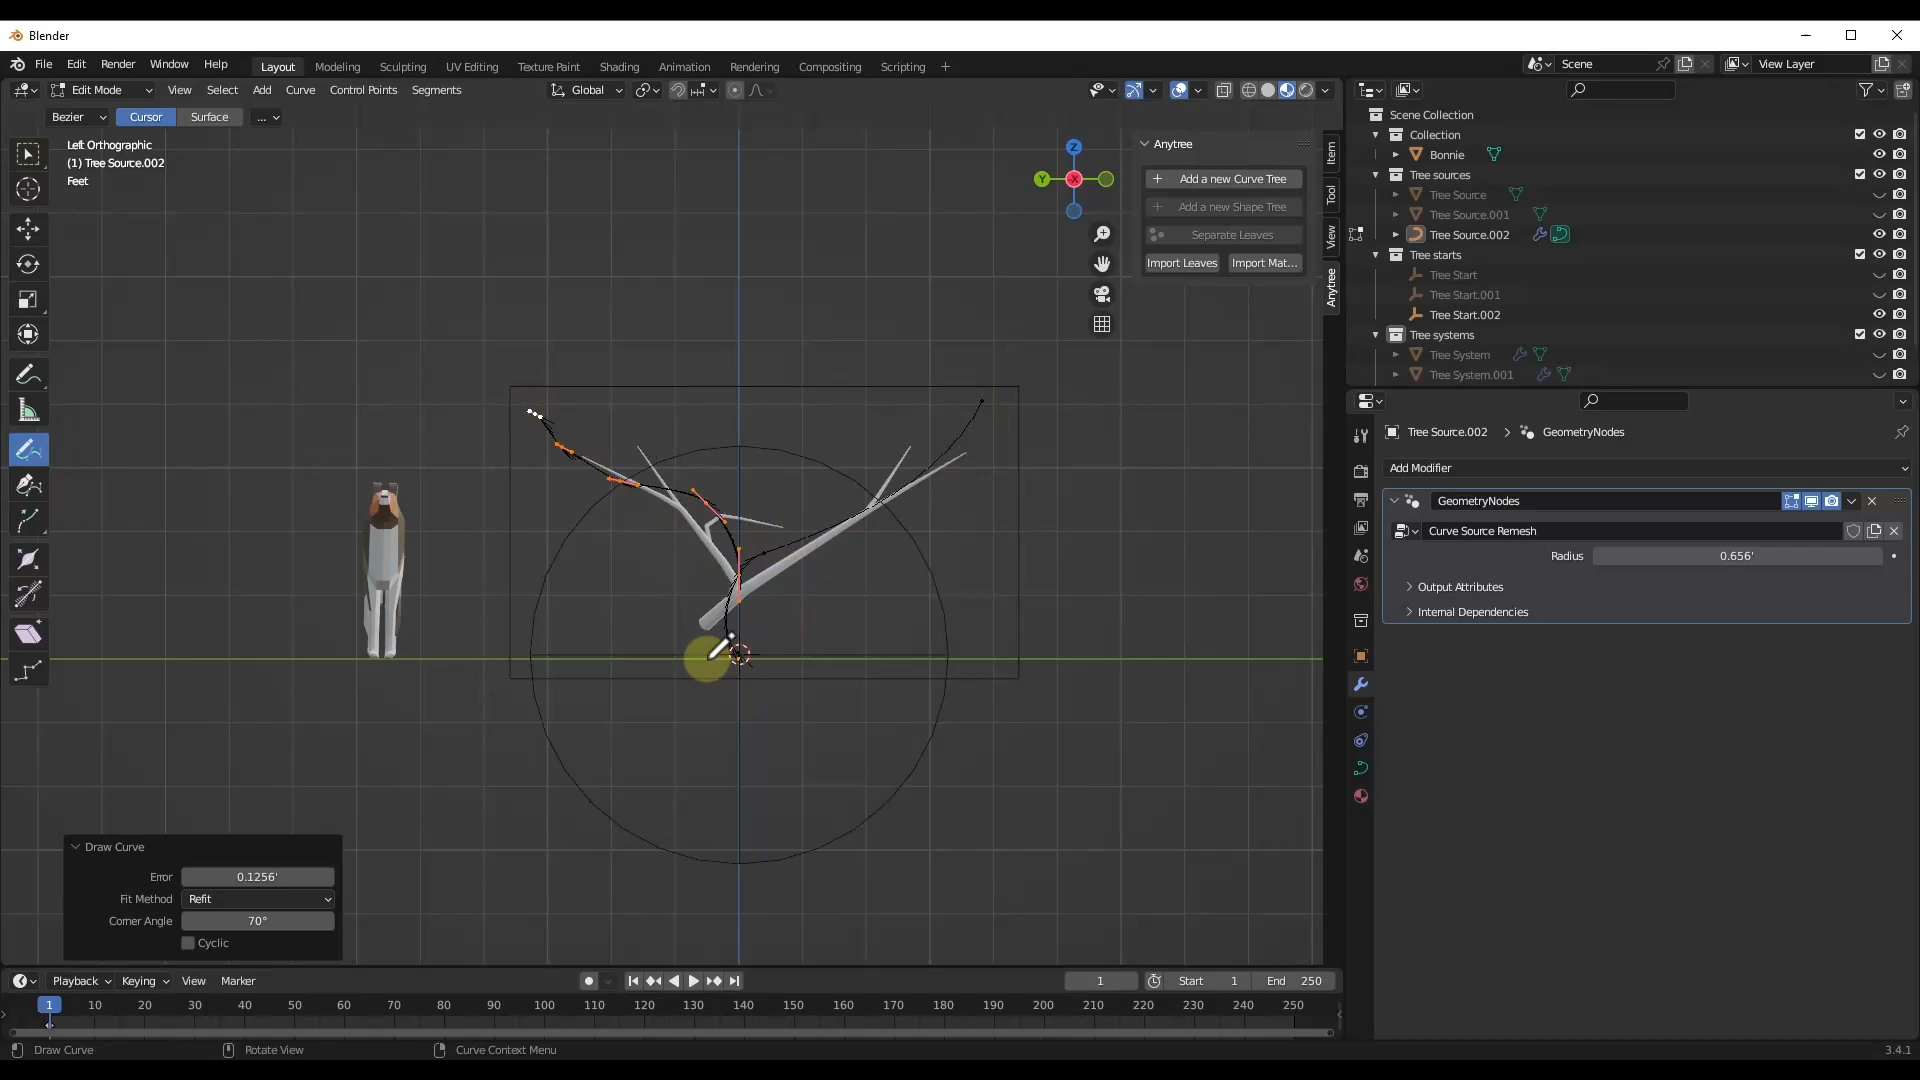 Blender
File Edit Render Window Help Layout Modeling Sculpting UV Editing Texture Paint Shading Animation Rendering Compositing Scripting + Scene View Layer
Edit Mode View Select Add Curve Control Points Segments Global
Bezier Cursor Surface ...
Left Orthographic
(1) Tree Source.002
Feet
Z
Y
X
Anytree
+ Add a new Curve Tree
+ Add a new Shape Tree
Separate Leaves
Import Leaves Import Mat...
Item
Tool
View
Anytree
Scene Collection
Collection
Bonnie
Tree sources
Tree Source
Tree Source.001
Tree Source.002
Tree starts
Tree Start
Tree Start.001
Tree Start.002
Tree systems
Tree System
Tree System.001
Tree Source.002 > GeometryNodes
Add Modifier
GeometryNodes
Curve Source Remesh
Radius 0.656'
Output Attributes
Internal Dependencies
Draw Curve
Error 0.1256'
Fit Method Refit
Corner Angle 70°
Cyclic
Playback Keying View Marker 1 Start 1 End 250
1 10 20 30 40 50 60 70 80 90 100 110 120 130 140 150 160 170 180 190 200 210 220 230 240 250
Draw Curve Rotate View Curve Context Menu 3.4.1